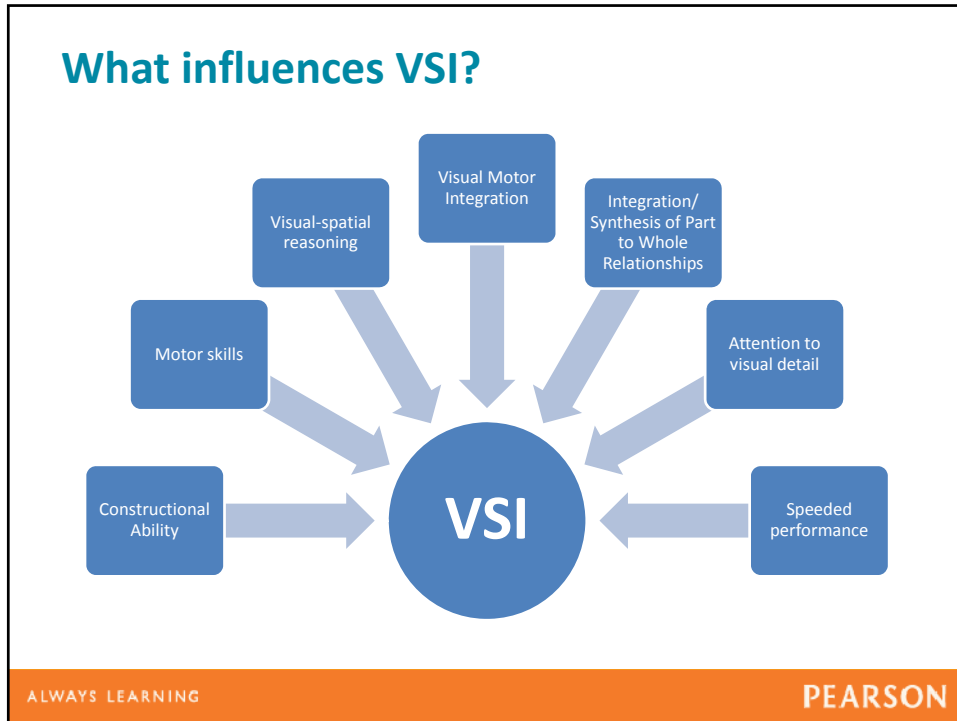 What influences VSI?
Visual Motor
Integration
Visual-spatial
reasoning
Integration/
Synthesis of Part
to Whole
Relationships
Motor skills
Attention to
visual detail
Constructional
Ability
VSI
Speeded
performance
ALWAYS LEARNING
PEARSON